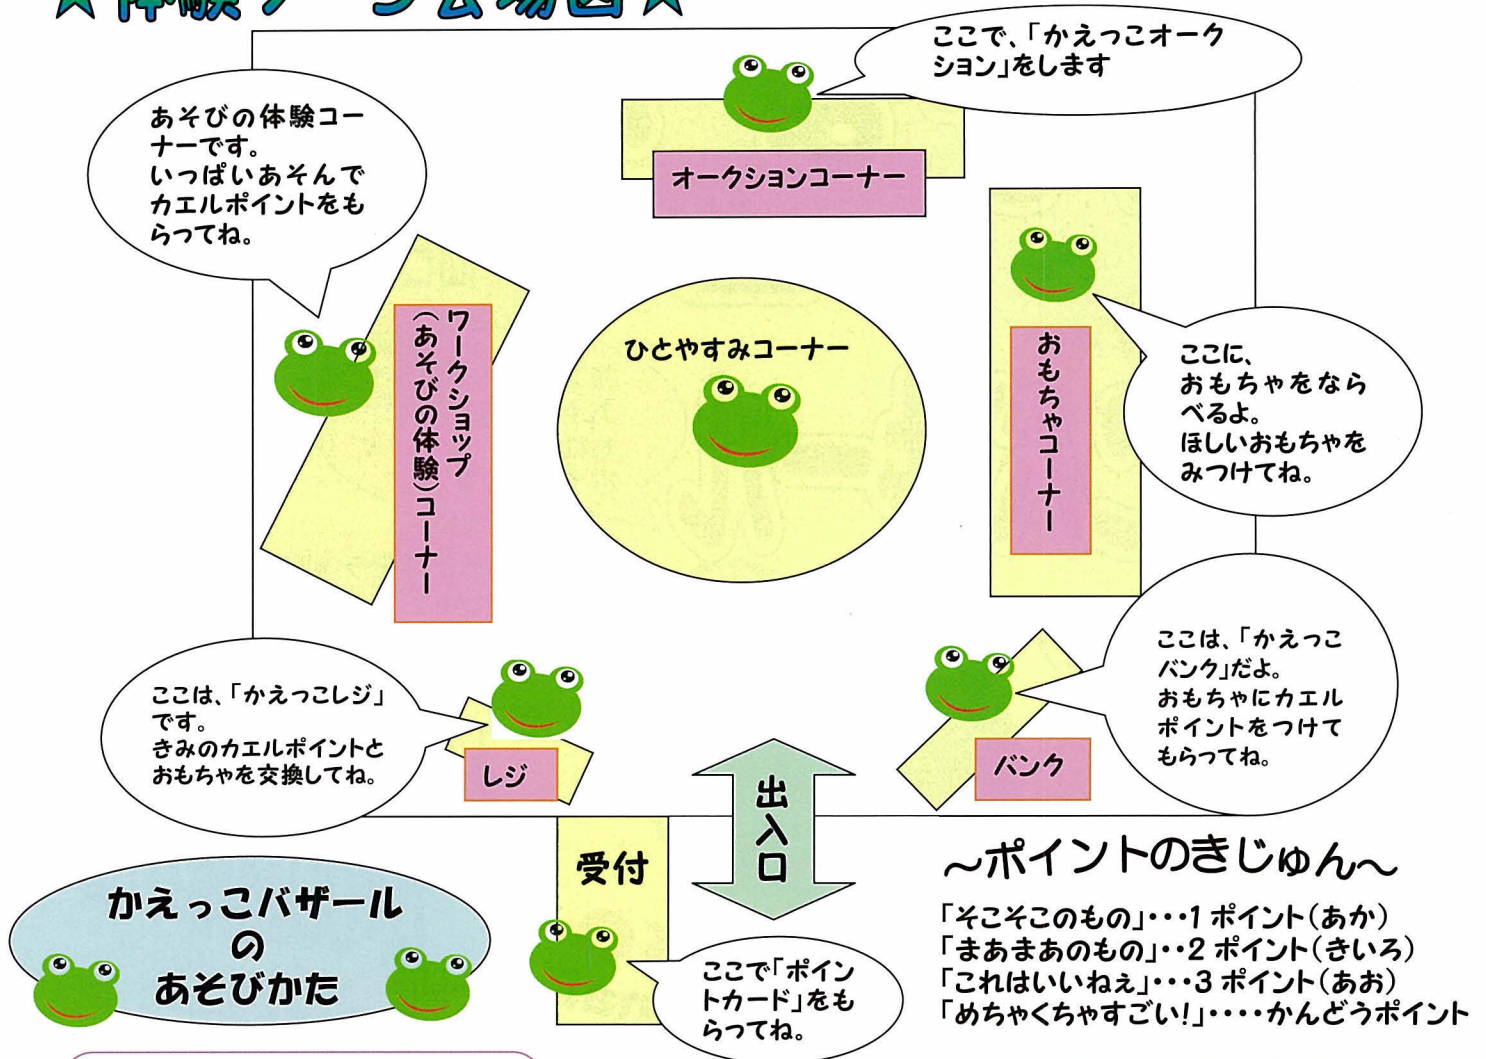 ★体験ゾーン会場図★
ここで、「かえっこオーク
ション」をします
オークションコーナー
あそびの体験コー
ナーです。
いっぱいあそんで
カエルポイントをも
らってね。
ワークショップ
(あそびの体験)コーナー
ひとやすみコーナー
おもちゃコーナー
ここに、
おもちゃをなら
べるよ。
ほしいおもちゃを
みつけてね。
ここは、「かえっこレジ」
です。
きみのカエルポイントと
おもちゃを交換してね。
レジ
ここは、「かえっこ
バンク」だよ。
おもちゃにカエル
ポイントをつけて
もらってね。
バンク
出入口
受付
ここで「ポイン
トカード」をも
らってね。
かえっこバザール
の
あそびかた
～ポイントのきじゅん～
「そこそこのもの」・・・1 ポイント(あか)
「まあまあのもの」・・2 ポイント(きいろ)
「これはいいねぇ」・・・3 ポイント(あお)
「めちゃくちゃすごい!」・・・・かんどうポイント